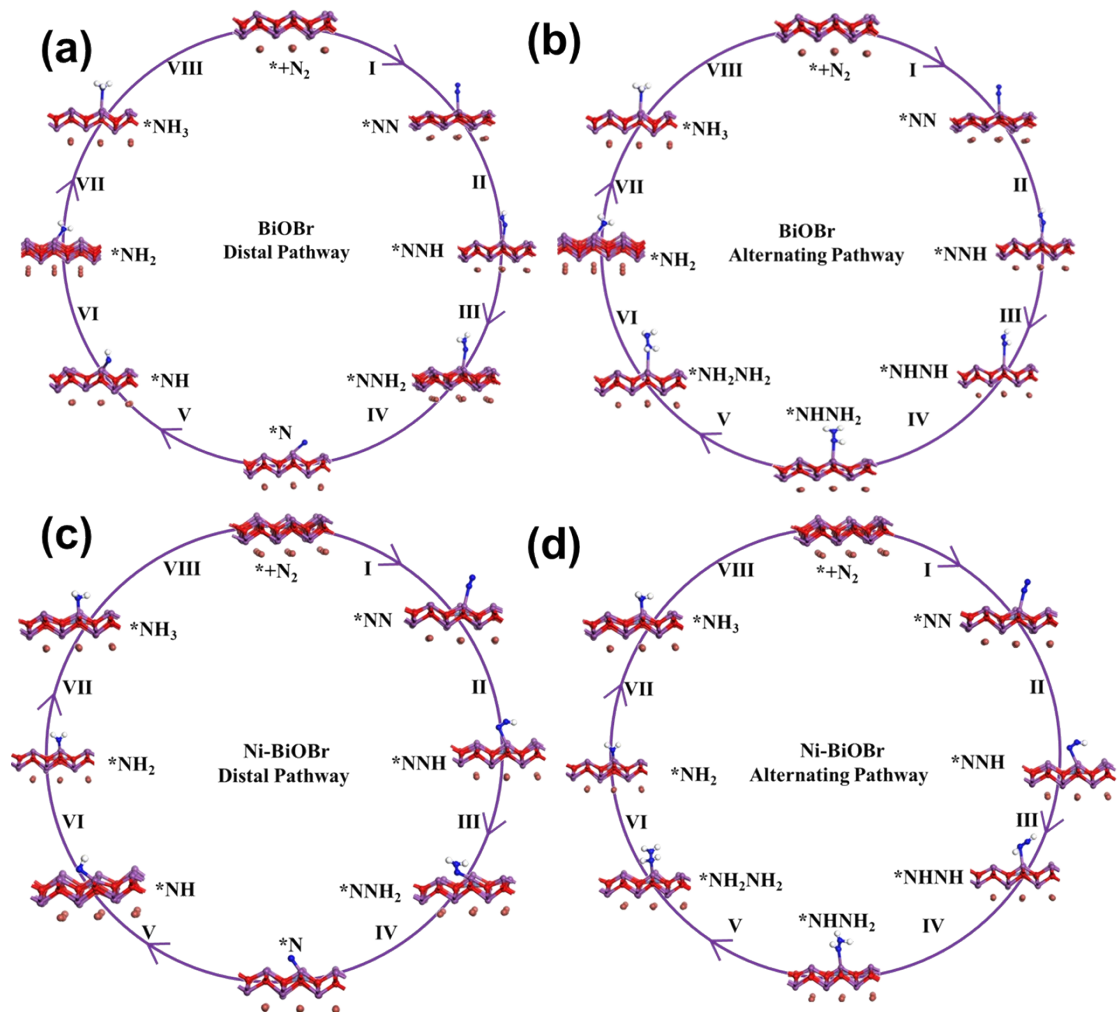 (a)
*+N₂
I
*NN
II
*NNH
III
*NNH₂
IV
*N
V
*NH
VI
*NH₂
VII
*NH₃
VIII
BiOBr
Distal Pathway
(b)
*+N₂
I
*NN
II
*NNH
III
*NHNH
IV
*NHNH₂
V
*NH₂NH₂
VI
*NH₂
VII
*NH₃
VIII
BiOBr
Alternating Pathway
(c)
*+N₂
I
*NN
II
*NNH
III
*NNH₂
IV
*N
V
*NH
VI
*NH₂
VII
*NH₃
VIII
Ni-BiOBr
Distal Pathway
(d)
*+N₂
I
*NN
II
*NNH
III
*NHNH
IV
*NHNH₂
V
*NH₂NH₂
VI
*NH₂
VII
*NH₃
VIII
Ni-BiOBr
Alternating Pathway